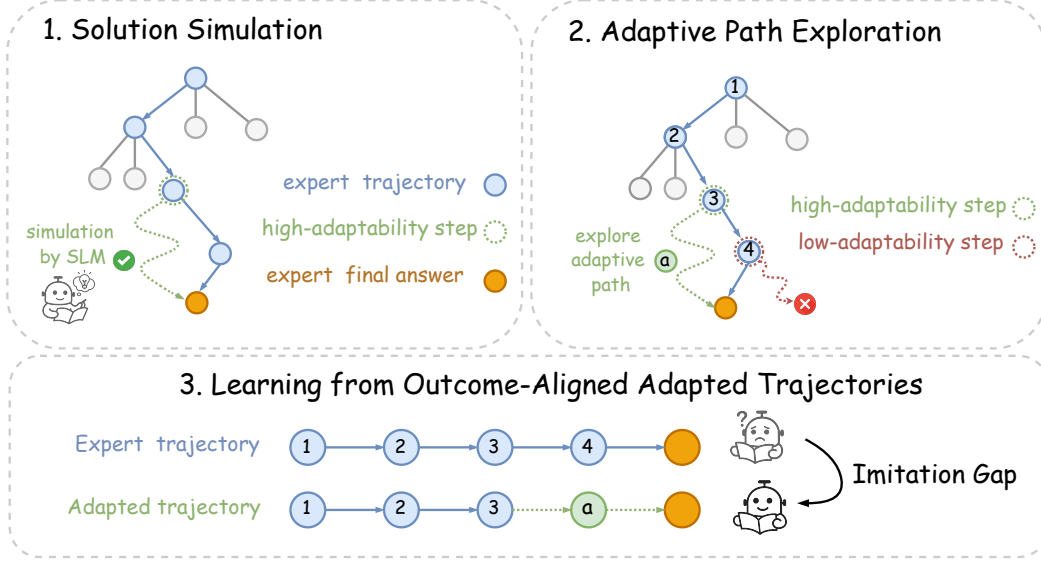 1. Solution Simulation
expert trajectory
high-adaptability step
simulation
by SLM
expert final answer
2. Adaptive Path Exploration
1
2
3
high-adaptability step
explore
adaptive
path
a
4
low-adaptability step
3. Learning from Outcome-Aligned Adapted Trajectories
Expert trajectory
1
2
3
4
?
Imitation Gap
Adapted trajectory
1
2
3
a